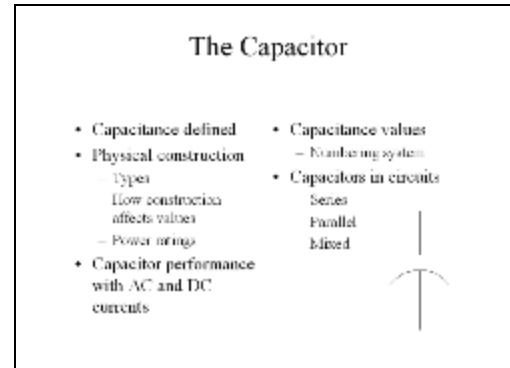 The Capacitor
• Capacitance defined
• Physical construction
– Types
How construction
affects values
– Power ratings
• Capacitor performance
with AC and DC
currents
• Capacitance values
– Numbering system
• Capacitors in circuits
Series
Parallel
Mixed